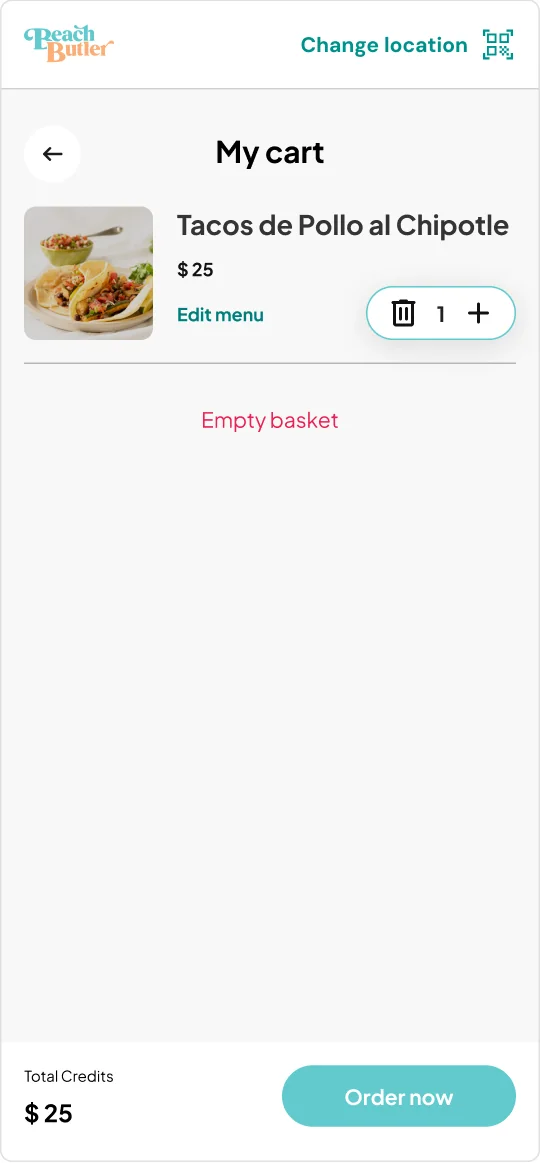 Beach
Butler
Change location
My cart
Tacos de Pollo al Chipotle
$ 25
Edit menu
1
Empty basket
Total Credits
$ 25
Order now